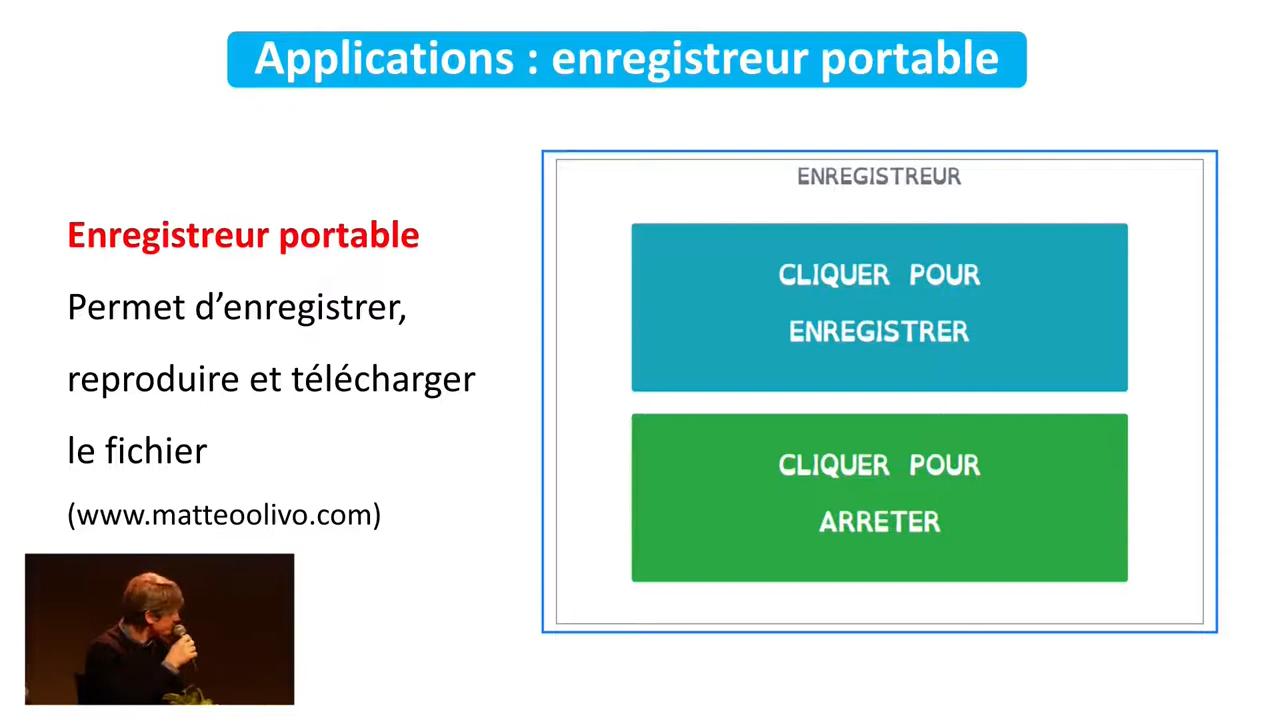 Applications : enregistreur portable
Enregistreur portable
Permet d’enregistrer,
reproduire et télécharger
le fichier
(www.matteoolivo.com)
ENREGISTREUR
CLIQUER POUR
ENREGISTRER
CLIQUER POUR
ARRETER